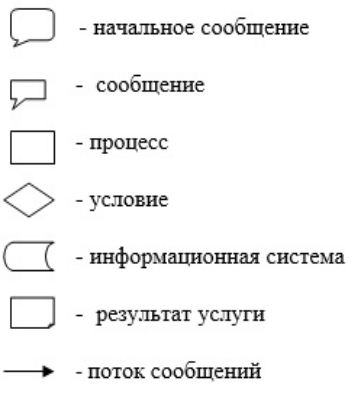 - начальное сообщение
- сообщение
- процесс
- условие
- информационная система
- результат услуги
- поток сообщений